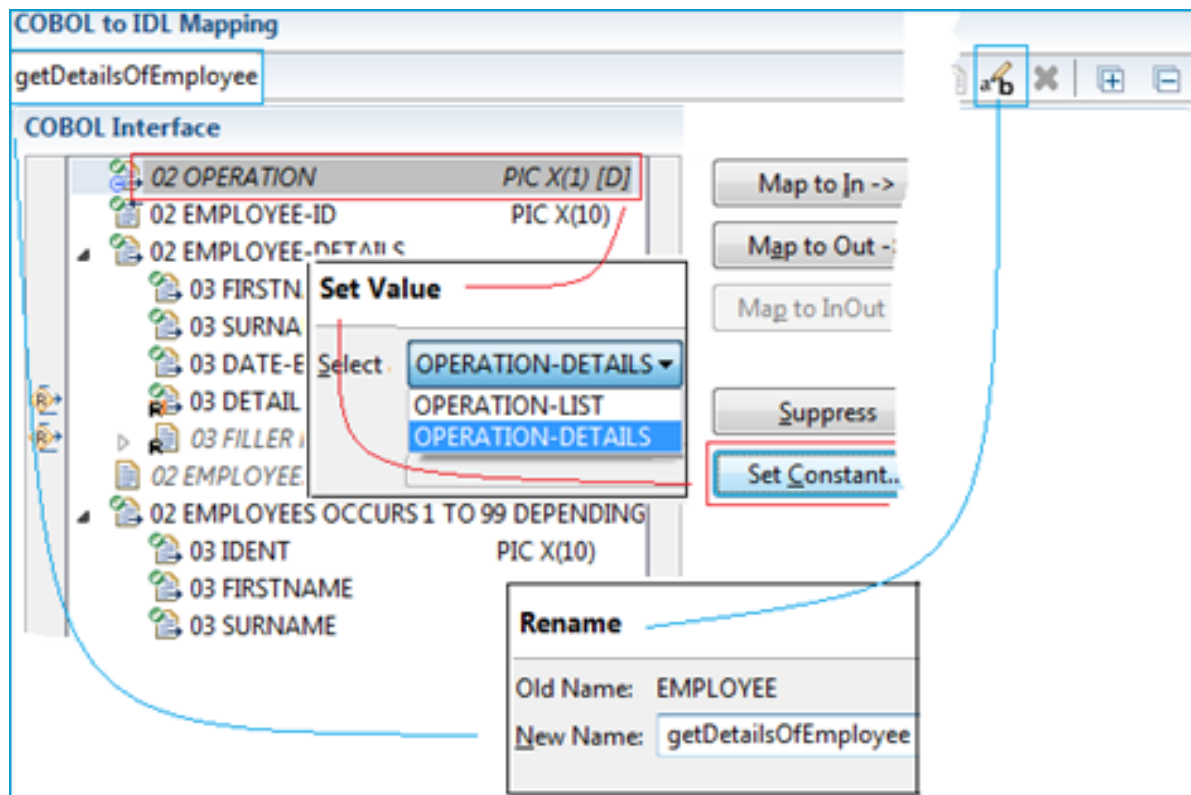 COBOL to IDL Mapping
getDetailsOfEmployee
COBOL Interface
02 OPERATION PIC X(1) [D]
02 EMPLOYEE-ID PIC X(10)
02 EMPLOYEE-DETAILS
03 FIRSTN
03 SURNA
03 DATE-E
03 DETAIL
03 FILLER
02 EMPLOYEE
02 EMPLOYEES OCCURS 1 TO 99 DEPENDING
03 IDENT PIC X(10)
03 FIRSTNAME
03 SURNAME
Set Value
Select OPERATION-DETAILS
OPERATION-LIST
OPERATION-DETAILS
Map to In ->
Map to Out -
Map to InOut
Suppress
Set Constant..
Rename
Old Name: EMPLOYEE
New Name: getDetailsOfEmployee